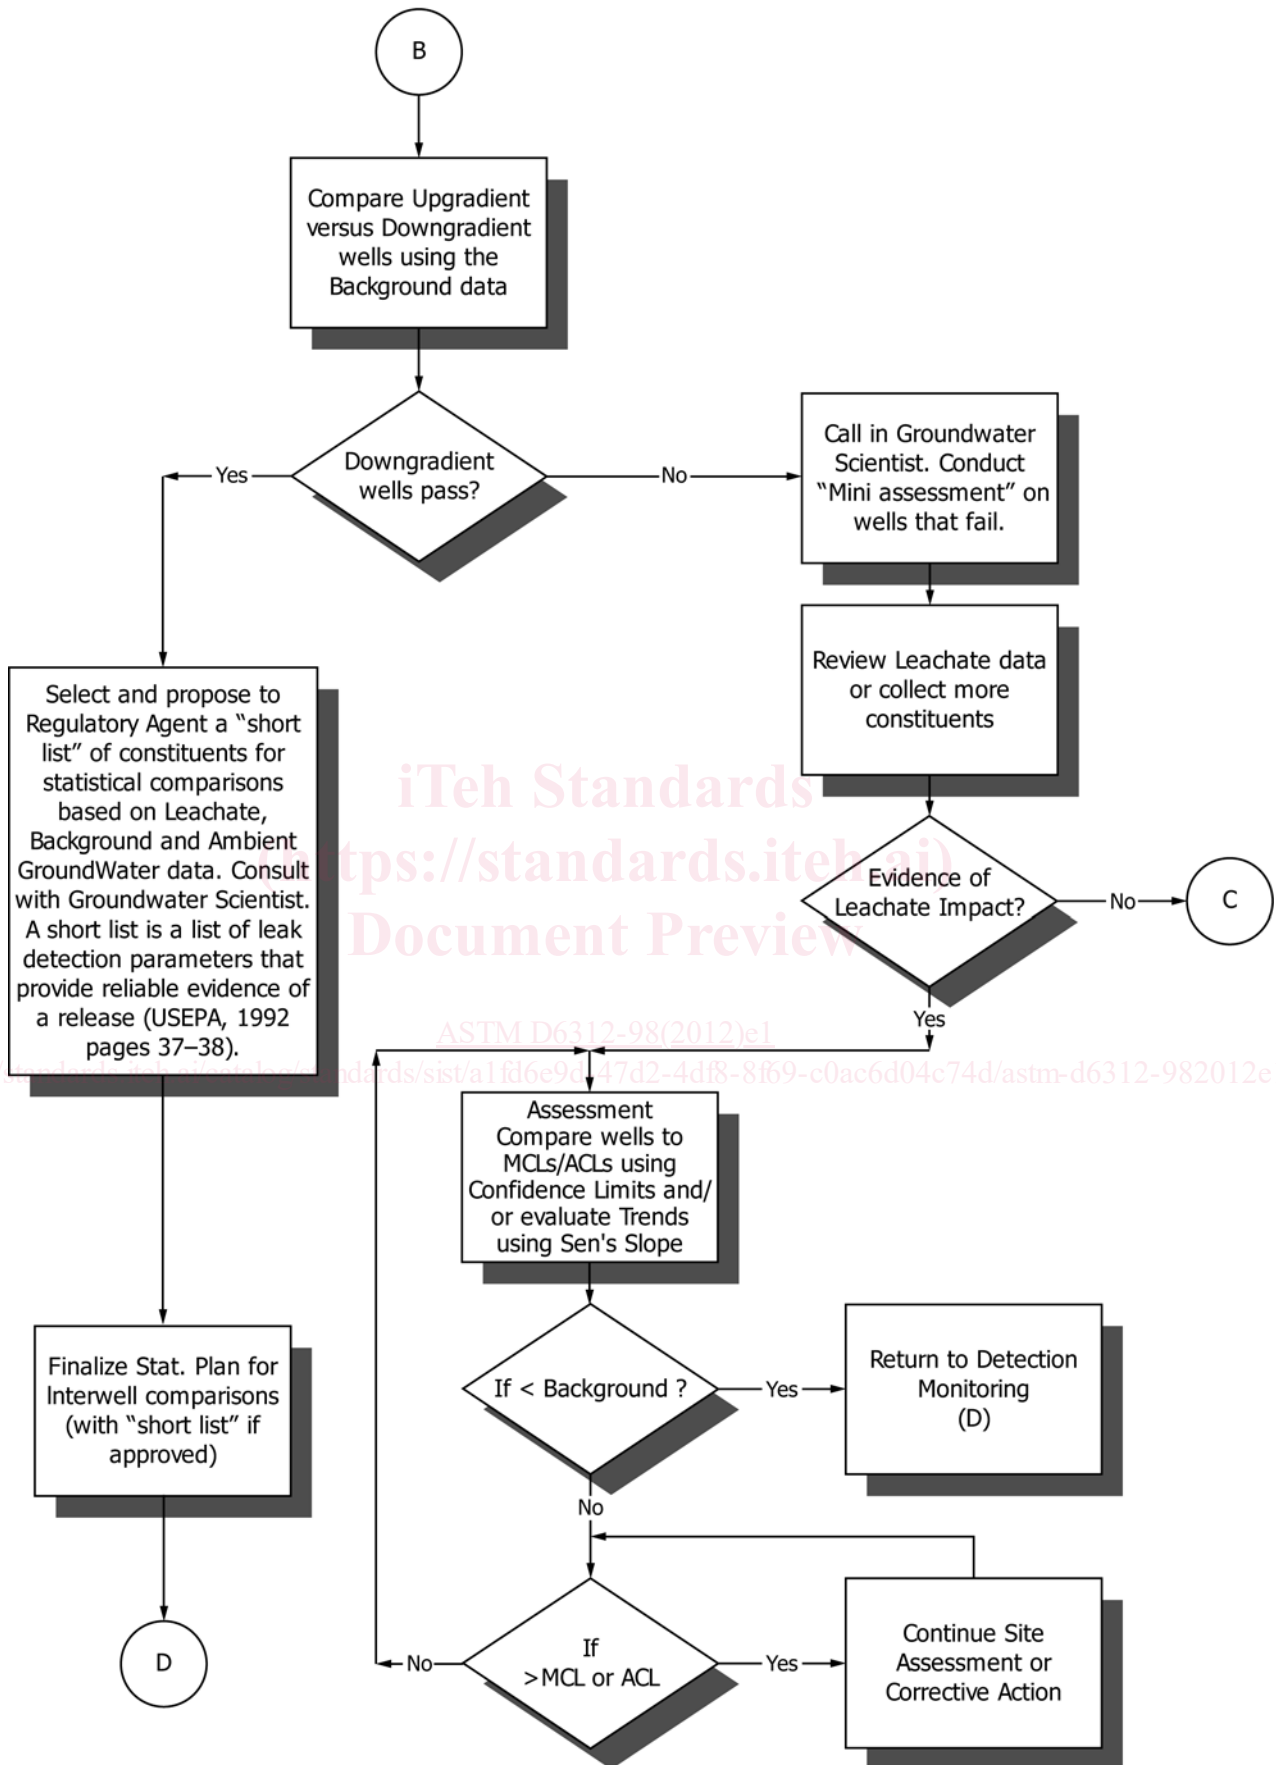 B
Compare Upgradient
versus Downgradient
wells using the
Background data
Downgradient
wells pass?
Yes
No
Call in Groundwater
Scientist. Conduct
“Mini assessment” on
wells that fail.
Review Leachate data
or collect more
constituents
Select and propose to
Regulatory Agent a “short
list” of constituents for
statistical comparisons
based on Leachate,
Background and Ambient
GroundWater data. Consult
with Groundwater Scientist.
A short list is a list of leak
detection parameters that
provide reliable evidence of
a release (USEPA, 1992
pages 37–38).
iTeh Standards
(https://standards.iteh.ai)
Document Preview
Evidence of
Leachate Impact?
No
C
Yes
ASTM D6312-98(2012)e1
Assessment
Compare wells to
MCLs/ACLs using
Confidence Limits and/
or evaluate Trends
using Sen's Slope
If < Background ?
Yes
Return to Detection
Monitoring
(D)
No
Finalize Stat. Plan for
Interwell comparisons
(with “short list” if
approved)
D
If
>MCL or ACL
No
Yes
Continue Site
Assessment or
Corrective Action